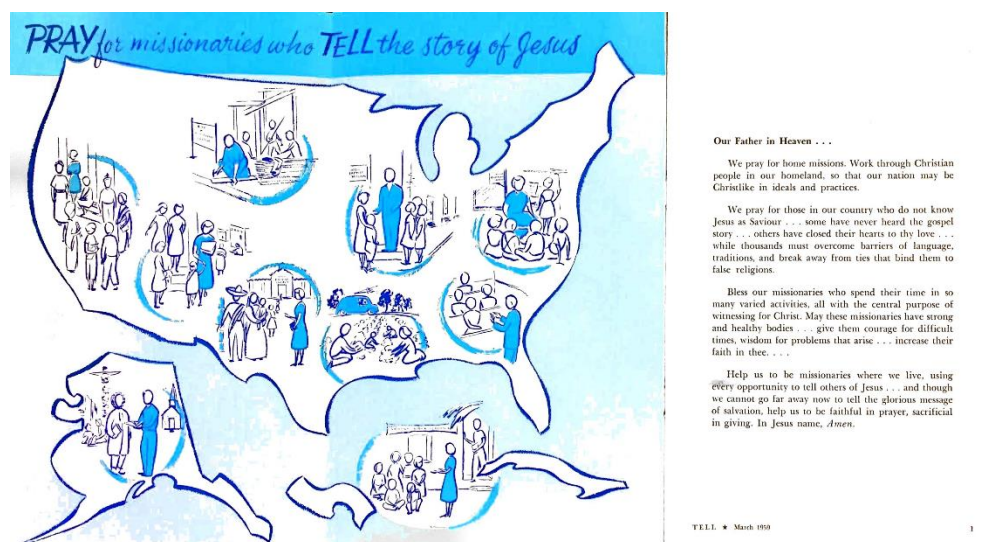 PRAY for missionaries who TELL the story of Jesus
Our Father in Heaven . . .
We pray for home missions. Work through Christian
people in our homeland, so that our nation may be
Christlike in ideals and practices.
We pray for those in our country who do not know
Jesus as Saviour . . . some have never heard the gospel
story . . . others have closed their hearts to thy love . . .
while thousands must overcome barriers of language,
traditions, and break away from ties that bind them to
false religions.
Bless our missionaries who spend their time in so
many varied activities, all with the central purpose of
witnessing for Christ. May these missionaries have strong
and healthy bodies . . . give them courage for difficult
times, wisdom for problems that arise . . . increase their
faith in thee. . . .
Help us to be missionaries where we live, using
every opportunity to tell others of Jesus . . . and though
we cannot go far away now to tell the glorious message
of salvation, help us to be faithful in prayer, sacrificial
in giving. In Jesus name, Amen.
TELL ★ March 1959
1